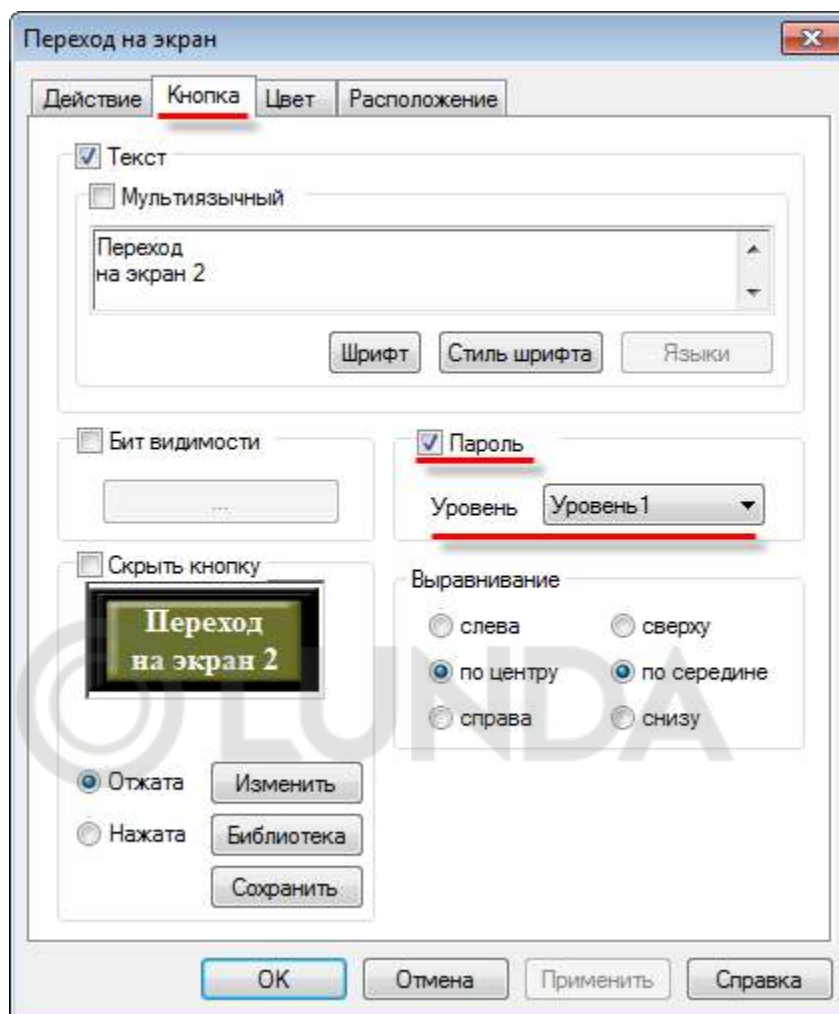 Переход на экран
Действие Кнопка Цвет Расположение
Текст
Мультиязычный
Переход
на экран 2
Шрифт Стиль шрифта Языки
Бит видимости
...
Пароль
Уровень Уровень1
Скрыть кнопку
Переход
на экран 2
Выравнивание
слева сверху
по центру по середине
справа снизу
LUNDA
Отжата Изменить
Нажата Библиотека
Сохранить
OK Отмена Применить Справка